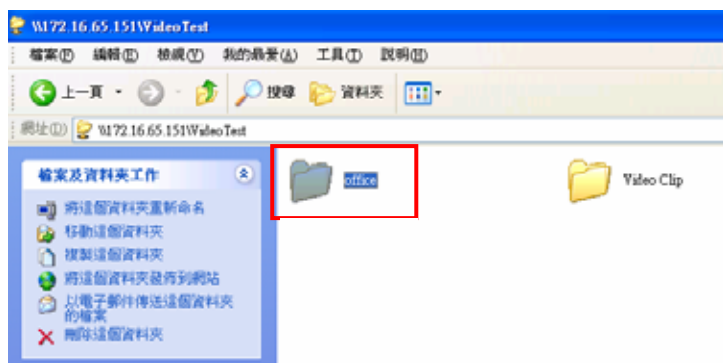 \\172.16.65.151\VideoTest
檔案(F) 編輯(E) 檢視(V) 我的最愛(A) 工具(T) 說明(H)
上一頁 搜尋 資料夾
網址(D) \\172.16.65.151\VideoTest
檔案及資料夾工作
office
Video Clip
將這個資料夾重新命名
移動這個資料夾
複製這個資料夾
將這個資料夾發佈到網站
以電子郵件傳送這個資料夾
的檔案
刪除這個資料夾